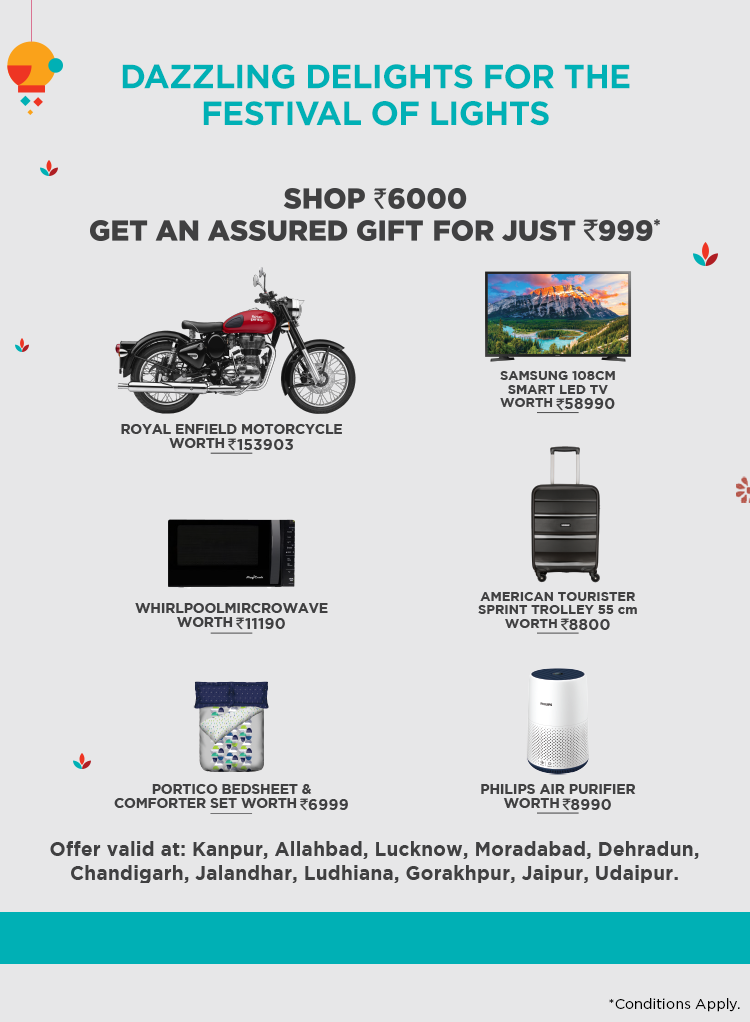 DAZZLING DELIGHTS FOR THE
FESTIVAL OF LIGHTS
SHOP ₹6000
GET AN ASSURED GIFT FOR JUST ₹999*
ROYAL ENFIELD MOTORCYCLE
WORTH ₹153903
SAMSUNG 108CM
SMART LED TV
WORTH ₹58990
WHIRLPOOLMIRCROWAVE
WORTH ₹11190
AMERICAN TOURISTER
SPRINT TROLLEY 55 cm
WORTH ₹8800
PORTICO BEDSHEET &
COMFORTER SET WORTH ₹6999
PHILIPS
PHILIPS AIR PURIFIER
WORTH ₹8990
Offer valid at: Kanpur, Allahbad, Lucknow, Moradabad, Dehradun,
Chandigarh, Jalandhar, Ludhiana, Gorakhpur, Jaipur, Udaipur.
*Conditions Apply.